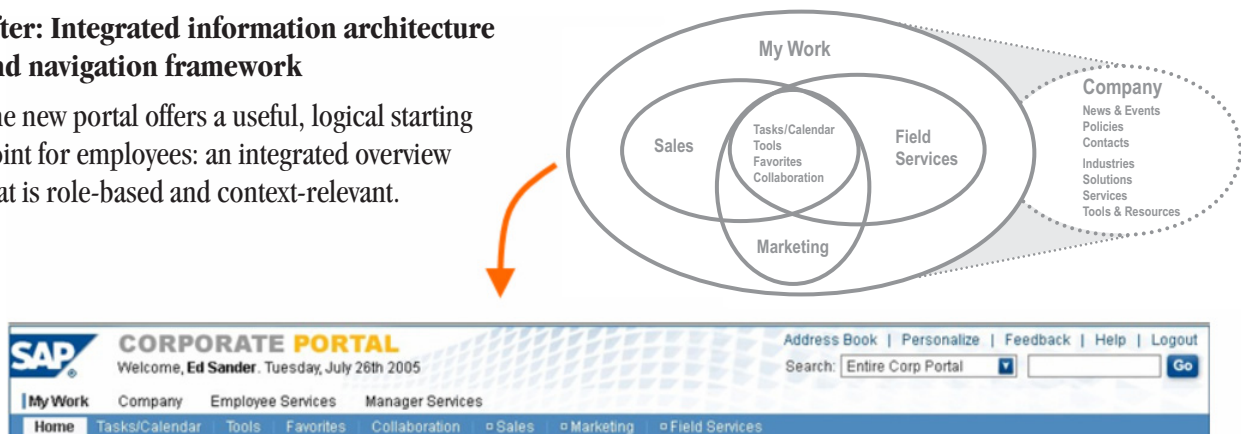 fter: Integrated information architecture
nd navigation framework
he new portal offers a useful, logical starting
oint for employees: an integrated overview
at is role-based and context-relevant.
My Work
Sales
Tasks/Calendar
Tools
Favorites
Collaboration
Field
Services
Marketing
Company
News & Events
Policies
Contacts
Industries
Solutions
Services
Tools & Resources
SAP
CORPORATE PORTAL
Welcome, Ed Sander. Tuesday, July 26th 2005
Address Book | Personalize | Feedback | Help | Logout
Search: Entire Corp Portal Go
My Work Company Employee Services Manager Services
Home Tasks/Calendar Tools Favorites Collaboration Sales Marketing Field Services